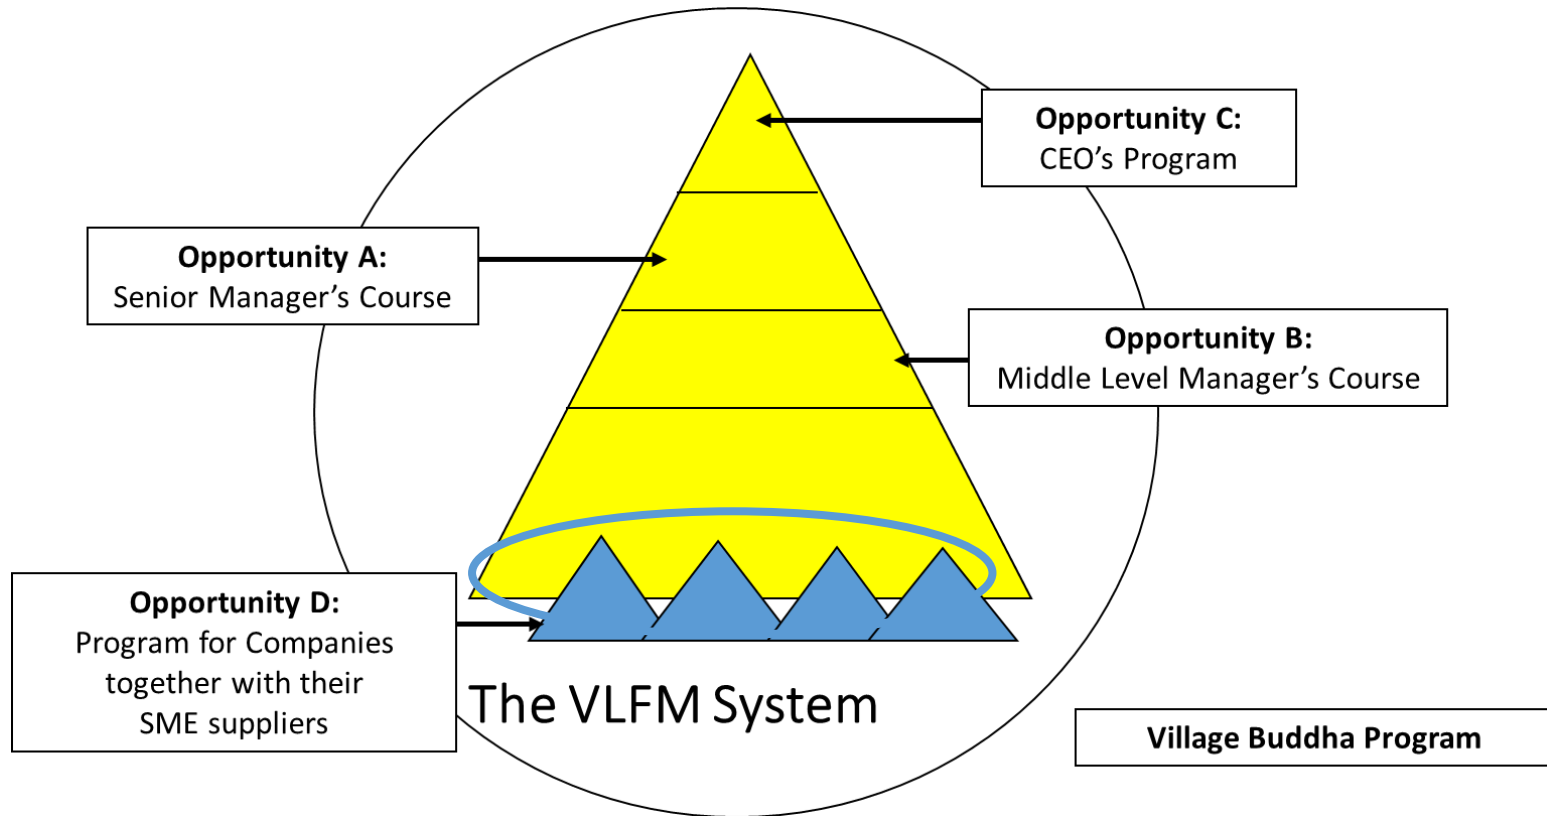 Opportunity C:
CEO’s Program
Opportunity A:
Senior Manager’s Course
Opportunity B:
Middle Level Manager’s Course
Opportunity D:
Program for Companies
together with their
SME suppliers
The VLFM System
Village Buddha Program